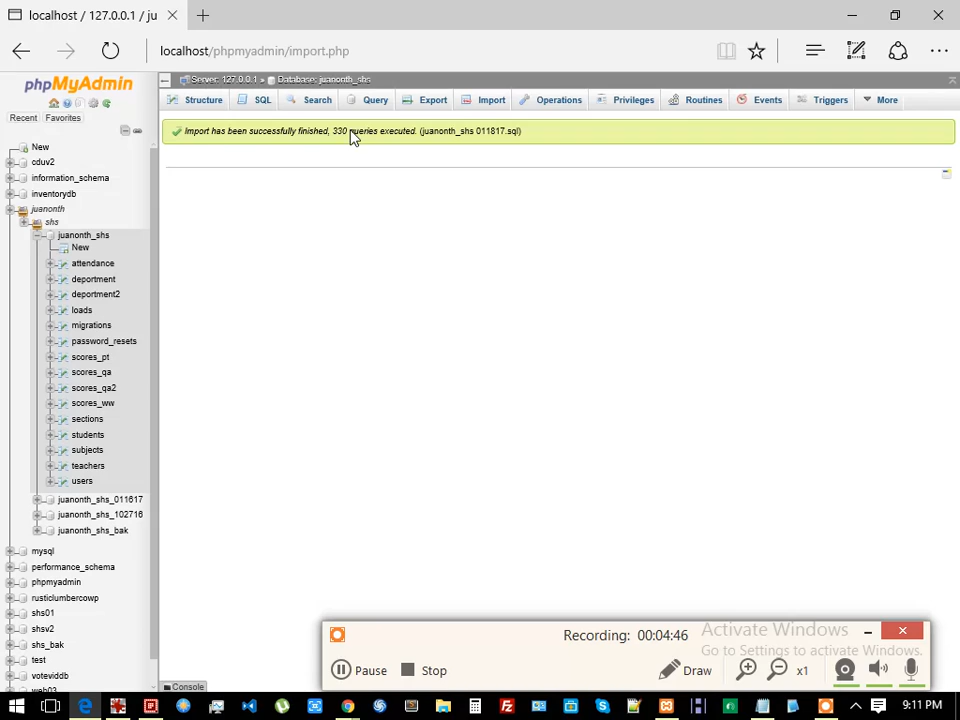 localhost / 127.0.0.1 / ju
localhost/phpmyadmin/import.php
phpMyAdmin
Recent Favorites
New
cduv2
information_schema
inventorydb
juanonth
shs
juanonth_shs
New
attendance
deportment
deportment2
loads
migrations
password_resets
scores_pt
scores_qa
scores_qa2
scores_ww
sections
students
subjects
teachers
users
juanonth_shs_011617
juanonth_shs_102716
juanonth_shs_bak
mysql
performance_schema
phpmyadmin
rusticlumbercowp
shs01
shsv2
shs_bak
test
voteviddb
web03
Server: 127.0.0.1 » Database: juanonth_shs
Structure SQL Search Query Export Import Operations Privileges Routines Events Triggers More
Import has been successfully finished, 330 queries executed. (juanonth_shs 011817.sql)
Console
Recording: 00:04:46
Activate Windows
Go to Settings to activate Windows.
Pause Stop Draw x1
9:11 PM